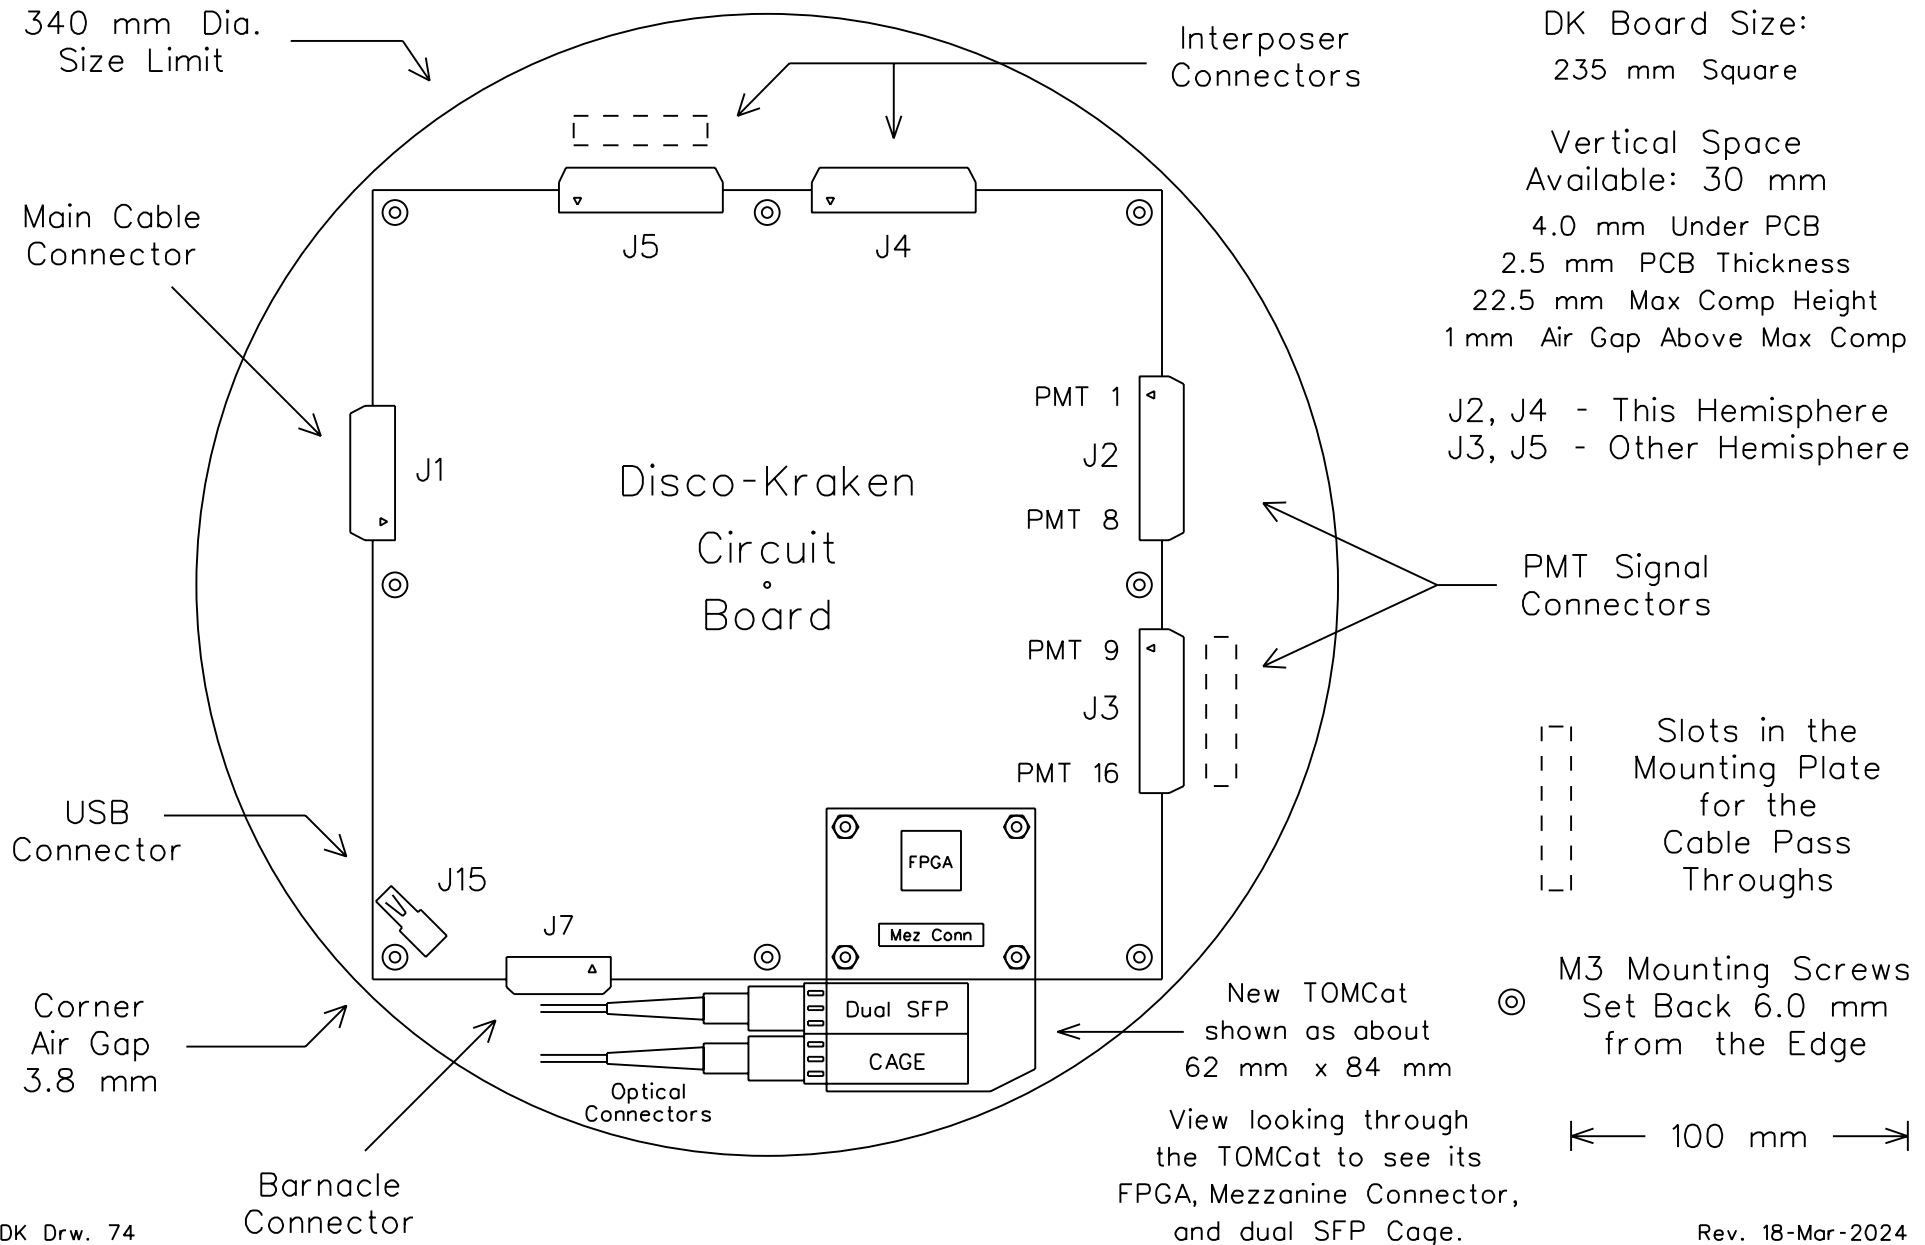 340 mm Dia.
Size Limit
Interposer
Connectors
DK Board Size:
235 mm Square
Vertical Space
Available: 30 mm
4.0 mm Under PCB
2.5 mm PCB Thickness
22.5 mm Max Comp Height
1 mm Air Gap Above Max Comp
J2, J4 - This Hemisphere
J3, J5 - Other Hemisphere
Main Cable
Connector
J5
J4
J1
PMT 1
J2
PMT 8
Disco-Kraken
Circuit
Board
PMT Signal
Connectors
PMT 9
J3
PMT 16
Slots in the
Mounting Plate
for the
Cable Pass
Throughs
USB
Connector
J15
J7
FPGA
Mez Conn
Dual SFP
CAGE
Optical
Connectors
Corner
Air Gap
3.8 mm
Barnacle
Connector
New TOMCat
shown as about
62 mm x 84 mm
View looking through
the TOMCat to see its
FPGA, Mezzanine Connector,
and dual SFP Cage.
M3 Mounting Screws
Set Back 6.0 mm
from the Edge
100 mm
DK Drw. 74
Rev. 18-Mar-2024